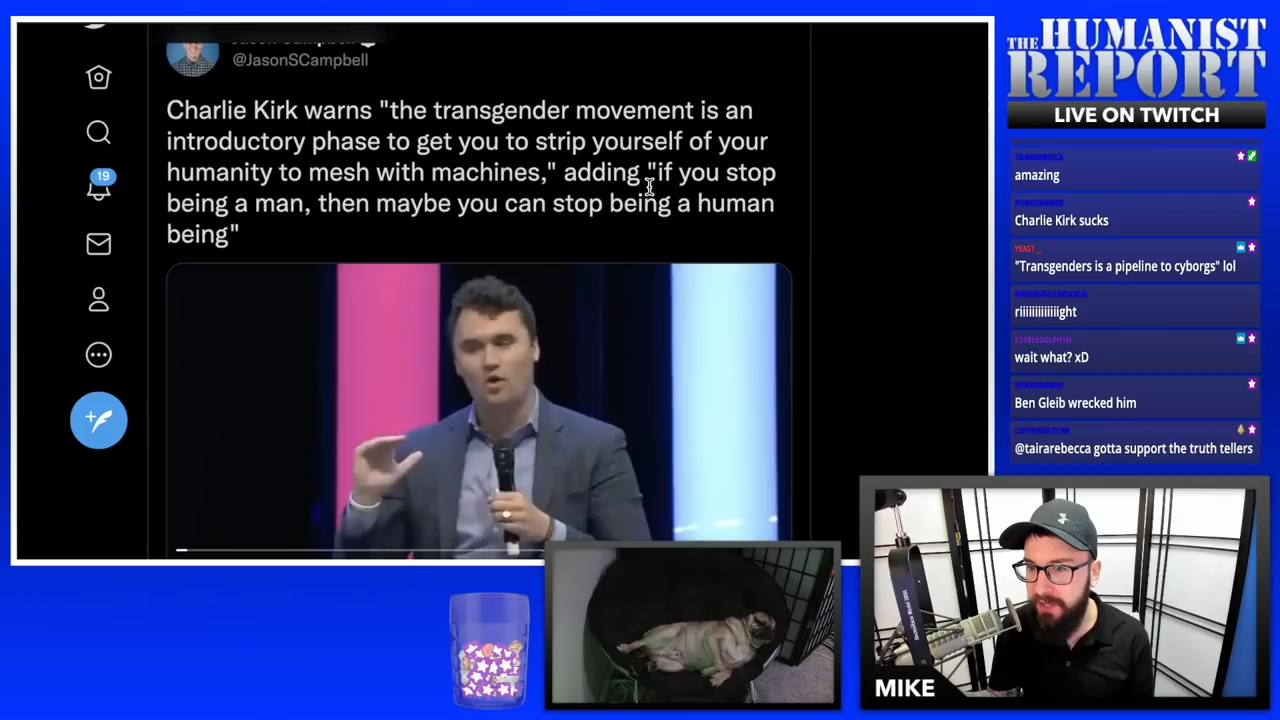 @JasonSCampbell
Charlie Kirk warns "the transgender movement is an
introductory phase to get you to strip yourself of your
humanity to mesh with machines," adding "if you stop
being a man, then maybe you can stop being a human
being"
19
THE HUMANIST
REPORT
LIVE ON TWITCH
TAIRAREBECCA
amazing
Charlie Kirk sucks
YEAST_
"Transgenders is a pipeline to cyborgs" lol
riiiiiiiiiiiiiight
wait what? xD
Ben Gleib wrecked him
@tairarebecca gotta support the truth tellers
MIKE